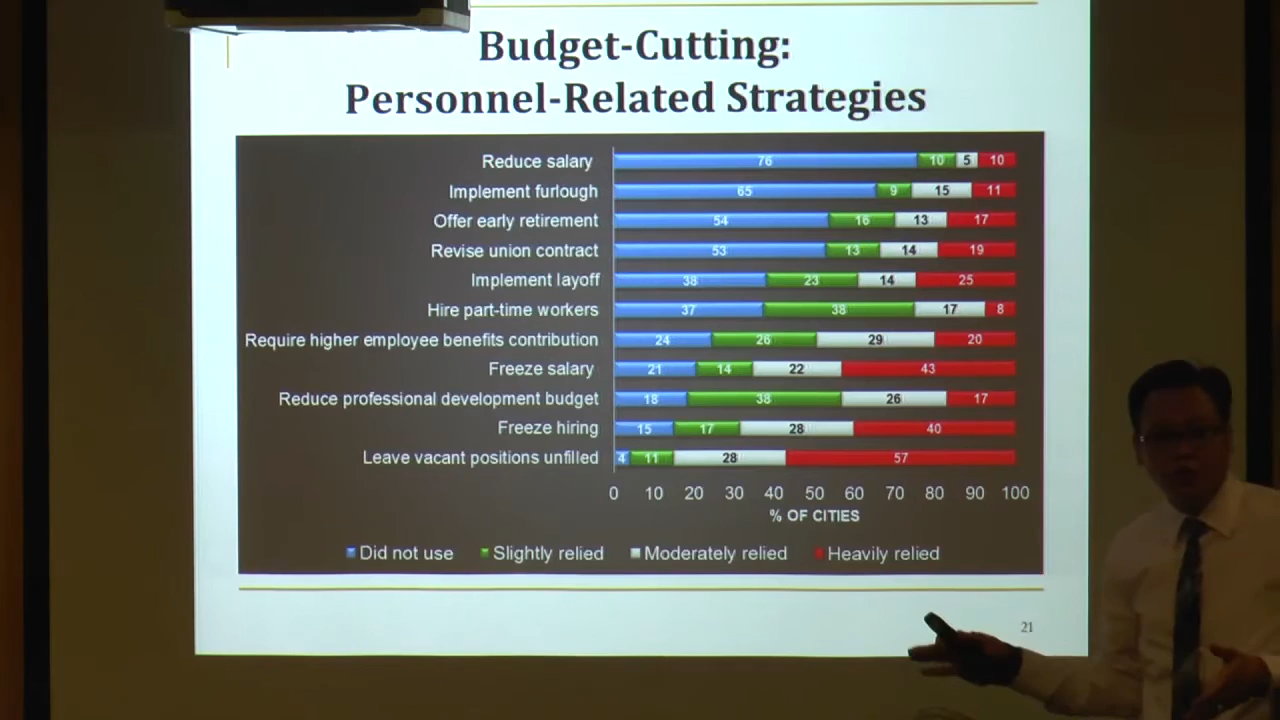 Budget-Cutting:
Personnel-Related Strategies
Reduce salary 76 10 5 10
Implement furlough 65 9 15 11
Offer early retirement 54 16 13 17
Revise union contract 53 13 14 19
Implement layoff 38 23 14 25
Hire part-time workers 37 38 17 8
Require higher employee benefits contribution 24 26 29 20
Freeze salary 21 14 22 43
Reduce professional development budget 18 38 26 17
Freeze hiring 15 17 28 40
Leave vacant positions unfilled 4 11 28 57
0 10 20 30 40 50 60 70 80 90 100
% OF CITIES
Did not use Slightly relied Moderately relied Heavily relied
21